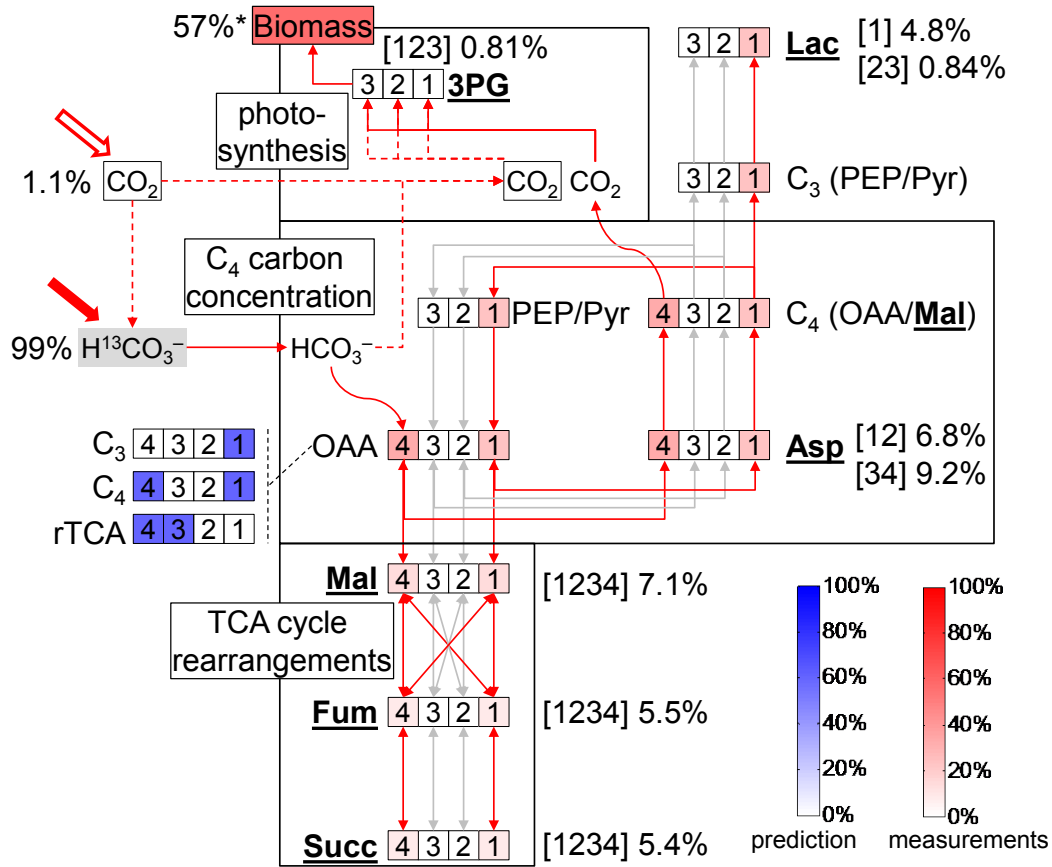 57%* Biomass
[123] 0.81%
3 2 1 3PG
photo-
synthesis
3 2 1 Lac [1] 4.8%
[23] 0.84%
1.1% CO₂
CO₂ CO₂
3 2 1 C₃ (PEP/Pyr)
C₄ carbon
concentration
3 2 1 PEP/Pyr
4 3 2 1 C₄ (OAA/Mal)
99% H¹³CO₃⁻
HCO₃⁻
C₃ 4 3 2 1
C₄ 4 3 2 1
rTCA 4 3 2 1
OAA 4 3 2 1
4 3 2 1 Asp [12] 6.8%
[34] 9.2%
Mal 4 3 2 1 [1234] 7.1%
TCA cycle
rearrangements
Fum 4 3 2 1 [1234] 5.5%
Succ 4 3 2 1 [1234] 5.4%
100%
80%
60%
40%
20%
0%
prediction
100%
80%
60%
40%
20%
0%
measurements